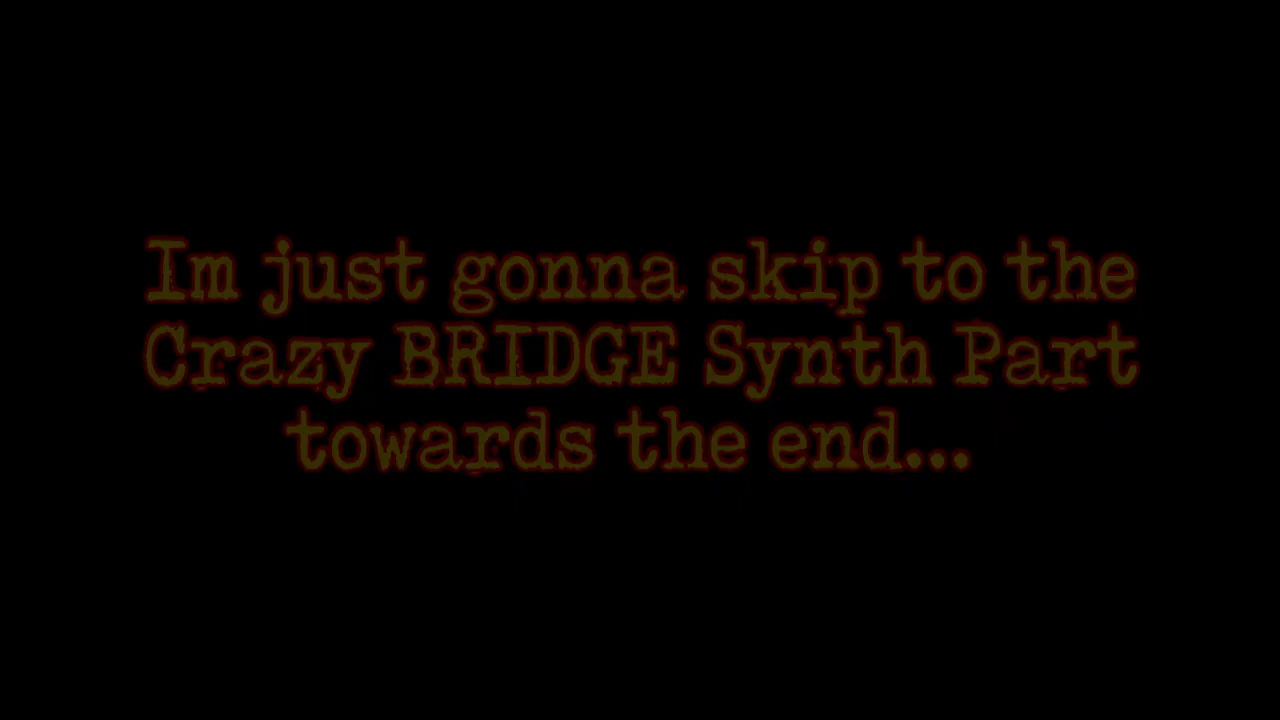 Im just gonna skip to the
Crazy BRIDGE Synth Part
towards the end...